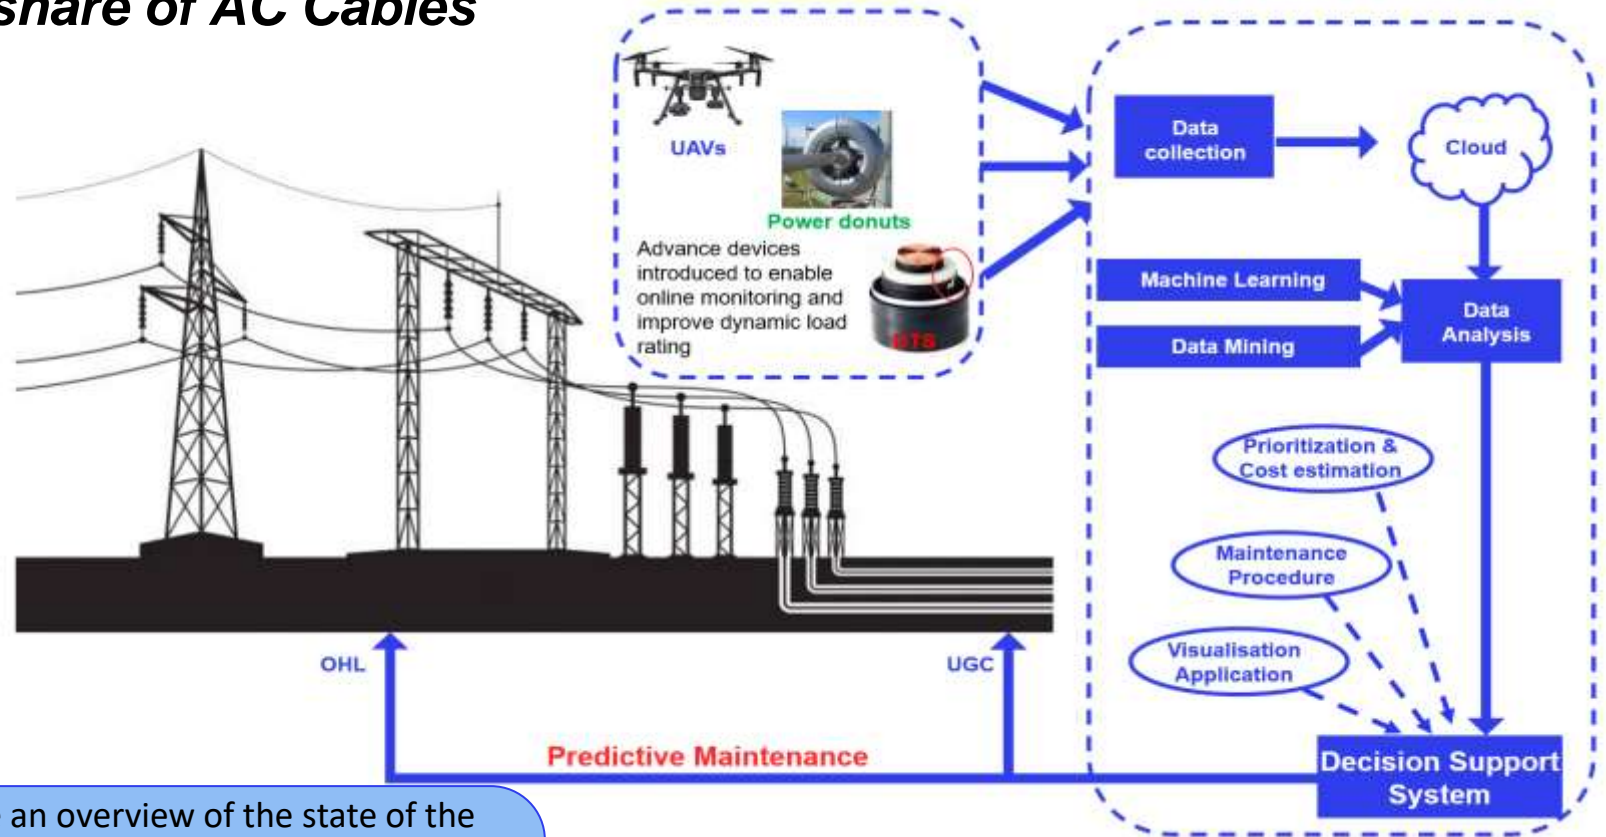 share of AC Cables
UAVs
Power donuts
Advance devices
introduced to enable
online monitoring and
improve dynamic load
rating
DTS
Data
collection
Cloud
Machine Learning
Data Mining
Data
Analysis
Prioritization &
Cost estimation
Maintenance
Procedure
Visualisation
Application
OHL
UGC
Predictive Maintenance
Decision Support
System
an overview of the state of the